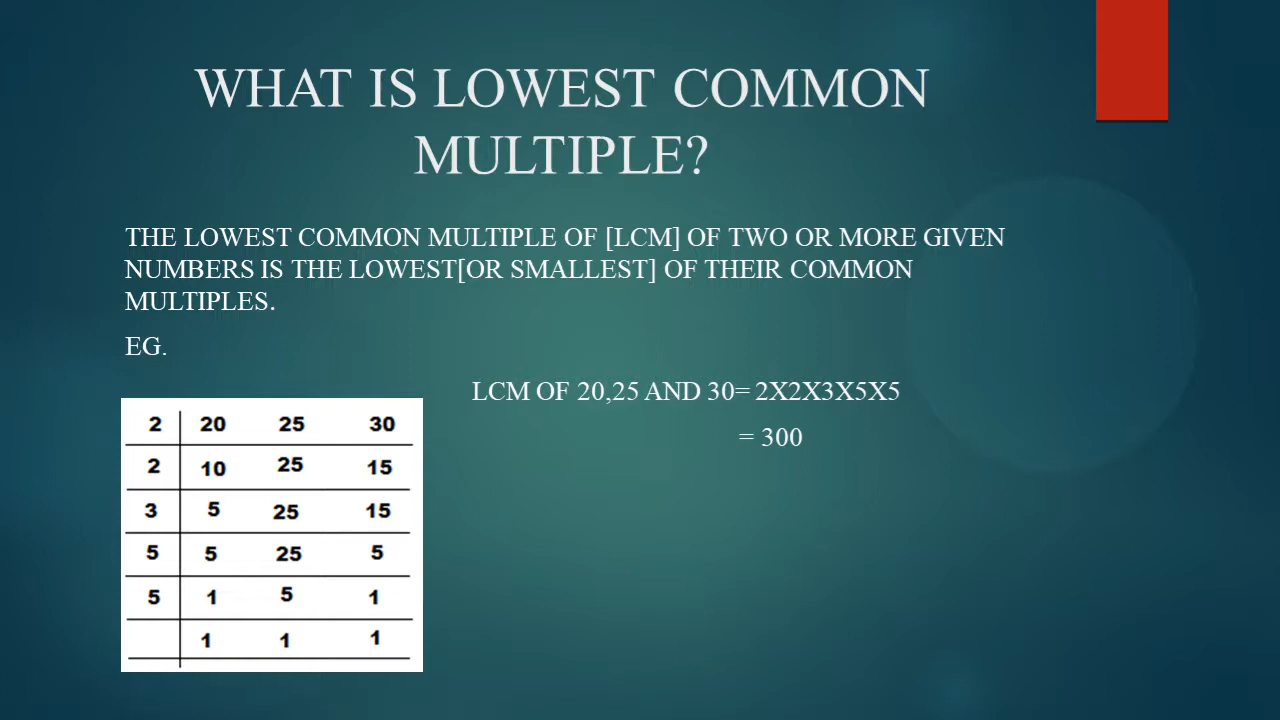 WHAT IS LOWEST COMMON
MULTIPLE?
THE LOWEST COMMON MULTIPLE OF [LCM] OF TWO OR MORE GIVEN
NUMBERS IS THE LOWEST[OR SMALLEST] OF THEIR COMMON
MULTIPLES.
EG.
LCM OF 20,25 AND 30= 2X2X3X5X5
= 300
2 20 25 30
2 10 25 15
3 5 25 15
5 5 25 5
5 1 5 1
1 1 1